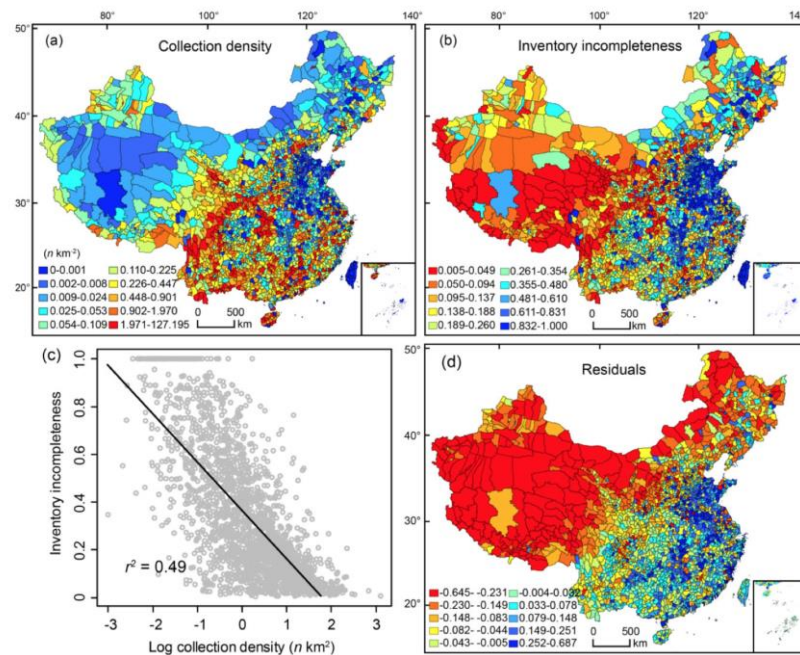 80° 100° 120° 140° 80° 100° 120° 140°
50° (a) Collection density 50° (b) Inventory incompleteness
40° 40°
30° 30°
20° 20°
(n km⁻²)
0-0.001 0.110-0.225
0.002-0.008 0.226-0.447
0.009-0.024 0.448-0.901
0.025-0.053 0.902-1.970
0.054-0.109 1.971-127.195
0 500 km
0.005-0.049 0.261-0.354
0.050-0.094 0.355-0.480
0.095-0.137 0.481-0.610
0.138-0.188 0.611-0.831
0.189-0.260 0.832-1.000
0 500 km
(c)
Inventory incompleteness
1.0
0.8
0.6
0.4
0.2
0
r² = 0.49
-3 -2 -1 0 1 2 3
Log collection density (n km²)
50° (d) Residuals
40°
30°
20°
-0.645- -0.231
-0.230- -0.149 0.033-0.078
-0.148- -0.083 0.079-0.148
-0.082- -0.044 0.149-0.251
-0.043- -0.005 0.252-0.687
0 500 km